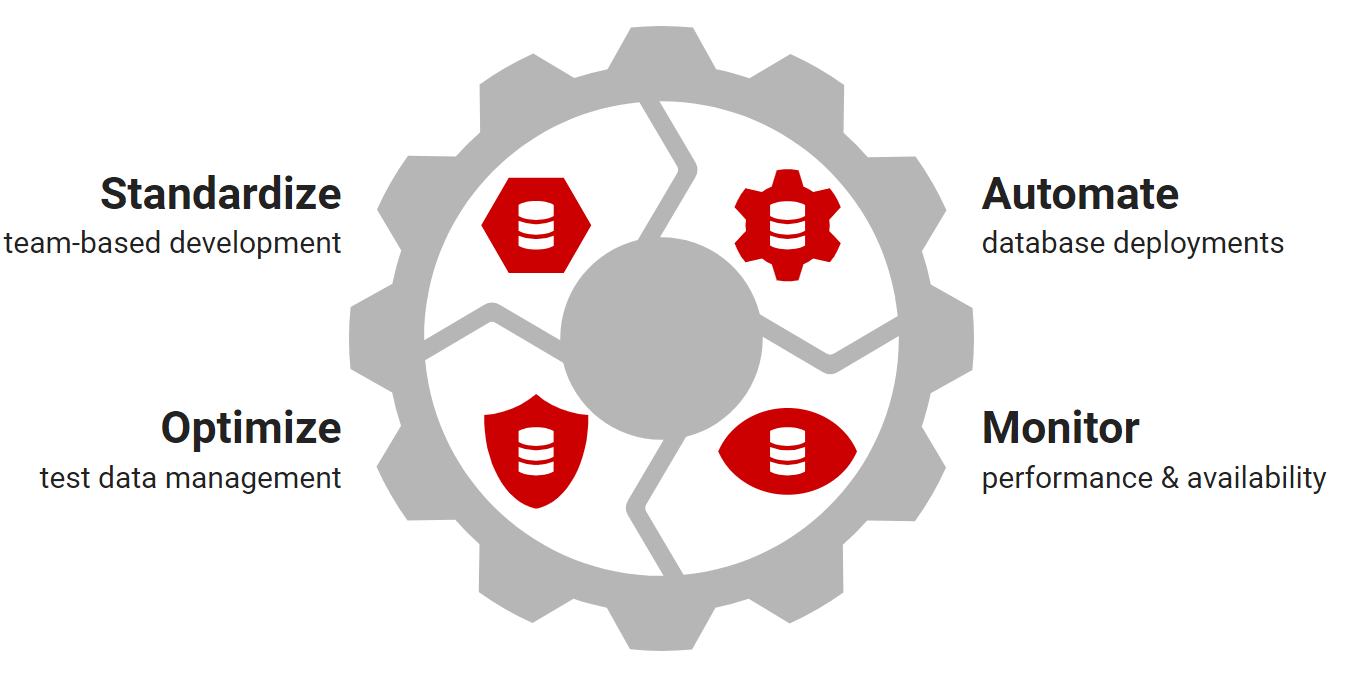 Standardize
team-based development
Automate
database deployments
Optimize
test data management
Monitor
performance & availability